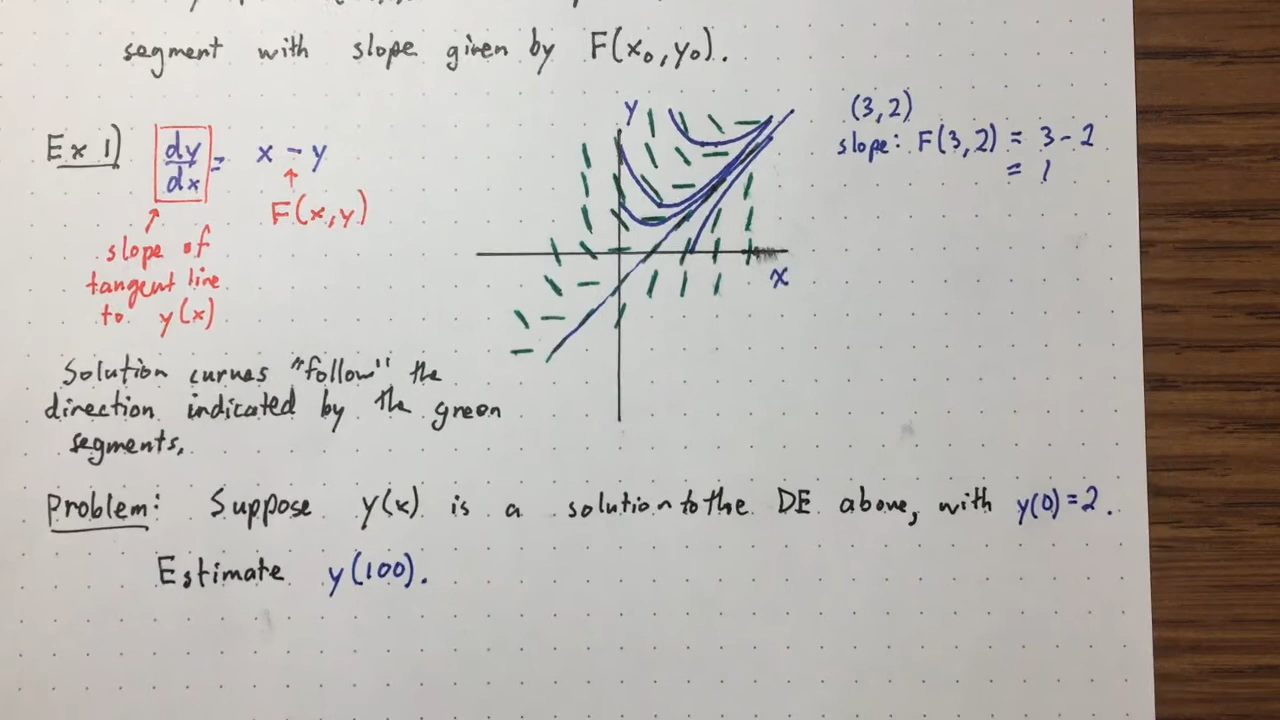 segment with slope given by F(x₀, y₀).
Ex 1) dy/dx = x - y
F(x,y)
slope of
tangent line
to y(x)
y
x
(3,2)
slope: F(3,2) = 3-2
= 1
Solution curves "follow" the
direction indicated by the green
segments.
Problem: Suppose y(x) is a solution to the DE above, with y(0)=2.
Estimate y(100).